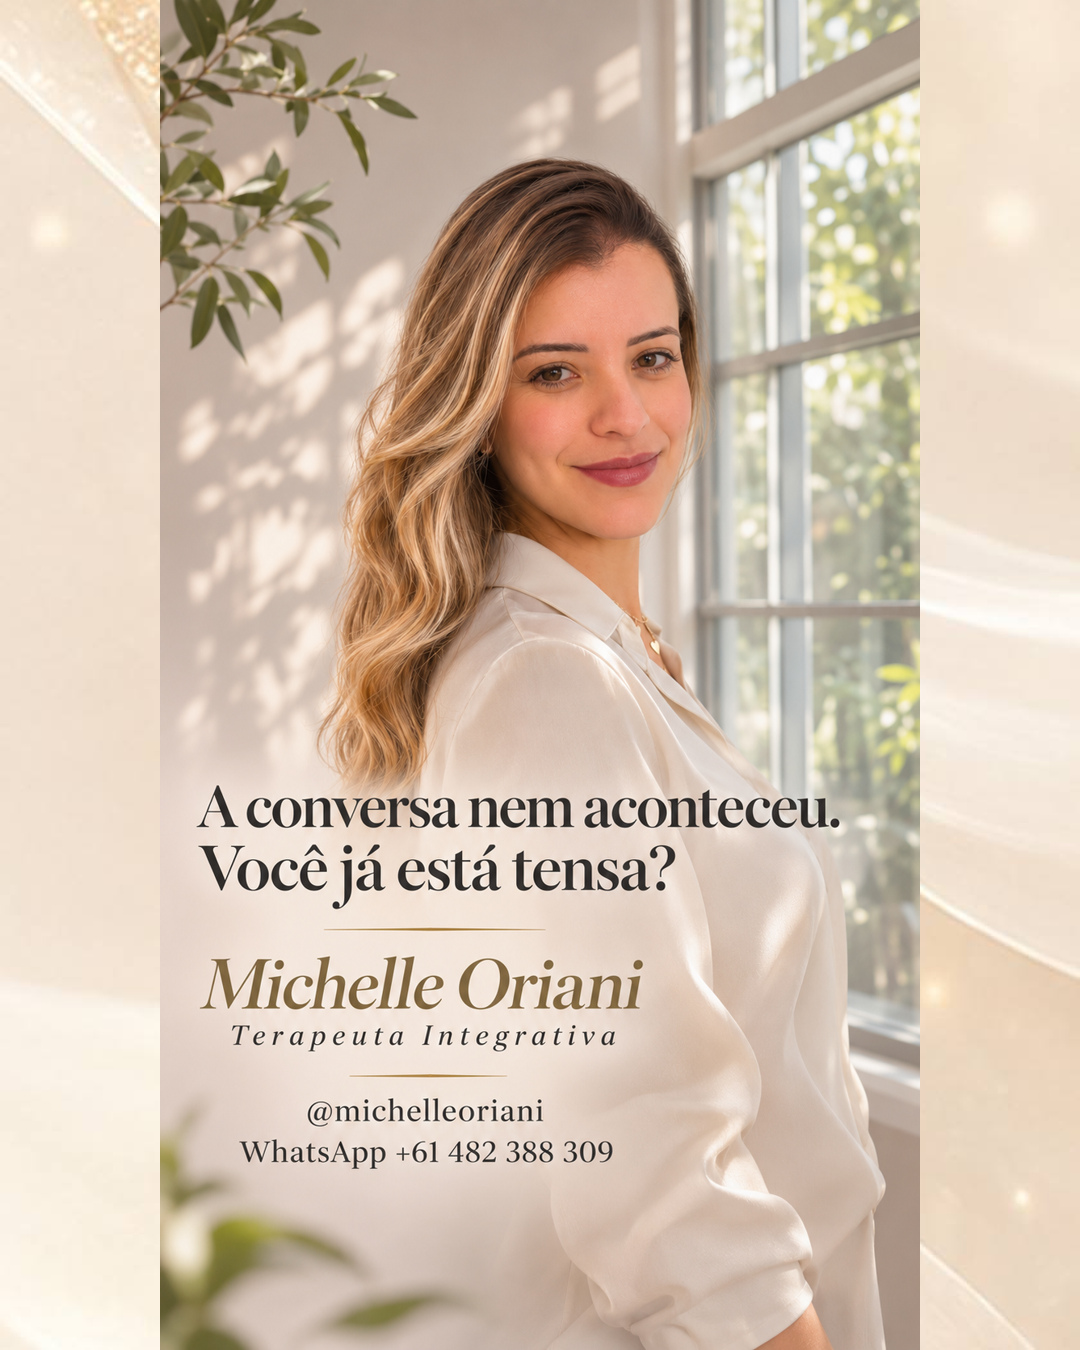 A conversa nem aconteceu.
Você já está tensa?
Michelle Oriani
Terapeuta Integrativa
@michelleoriani
WhatsApp +61 482 388 309